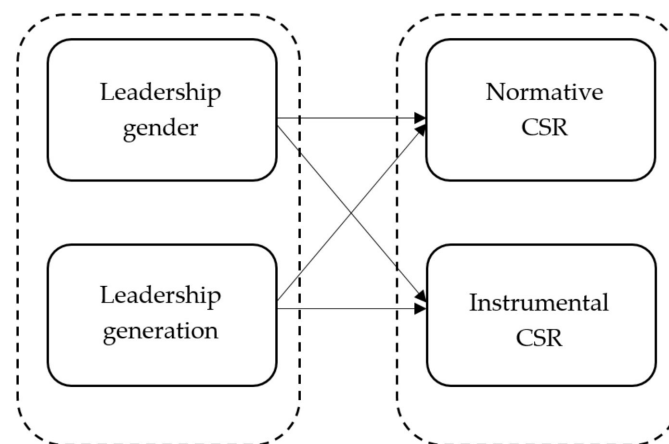 Leadership
gender
Normative
CSR
Leadership
generation
Instrumental
CSR